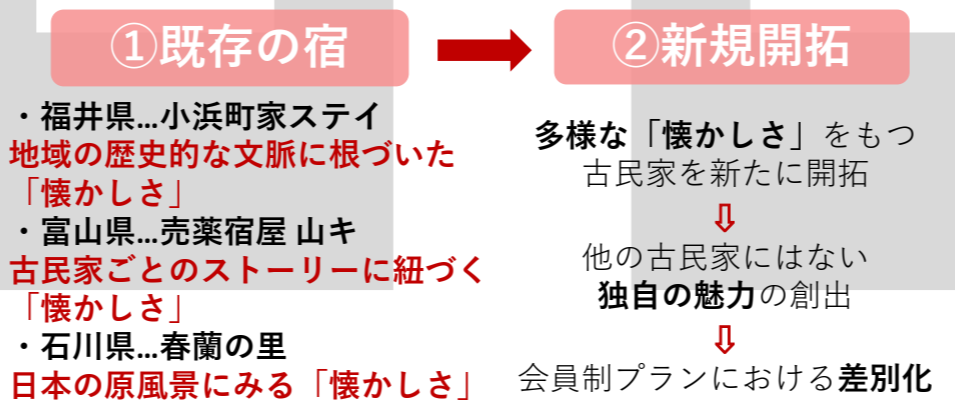 ①既存の宿
・福井県…小浜町家ステイ
地域の歴史的な文脈に根づいた
「懐かしさ」
・富山県…売薬宿屋 山キ
古民家ごとのストーリーに紐づく
「懐かしさ」
・石川県…春蘭の里
日本の原風景にみる「懐かしさ」
②新規開拓
多様な「懐かしさ」をもつ
古民家を新たに開拓
⇩
他の古民家にはない
独自の魅力の創出
⇩
会員制プランにおける差別化